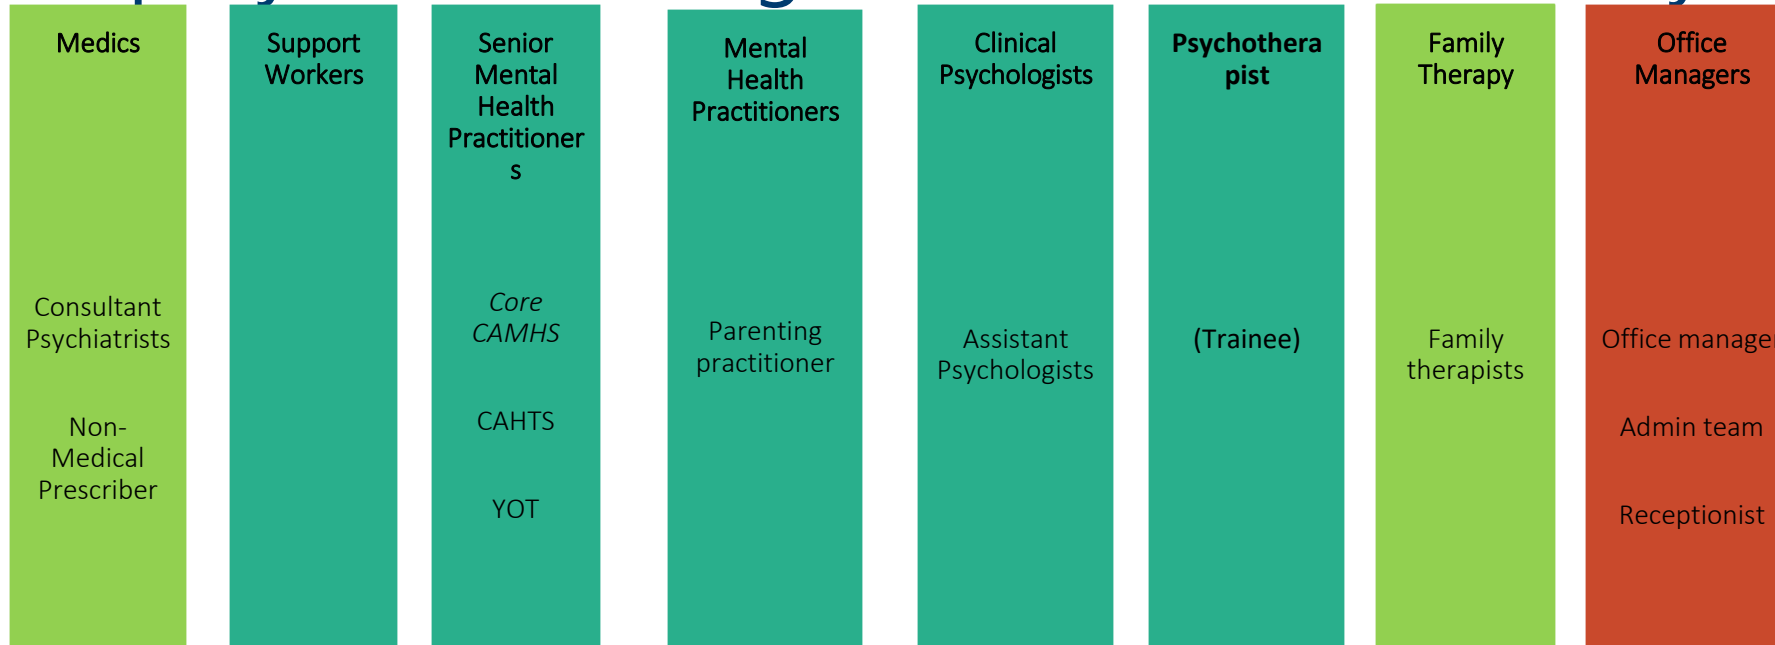 Medics
Consultant
Psychiatrists
Non-
Medical
Prescriber
Support
Workers
Senior
Mental
Health
Practitioner
s
Core
CAMHS
CAHTS
YOT
Mental
Health
Practitioners
Parenting
practitioner
Clinical
Psychologists
Assistant
Psychologists
Psychothera
pist
(Trainee)
Family
Therapy
Family
therapists
Office
Managers
Office manager
Admin team
Receptionist